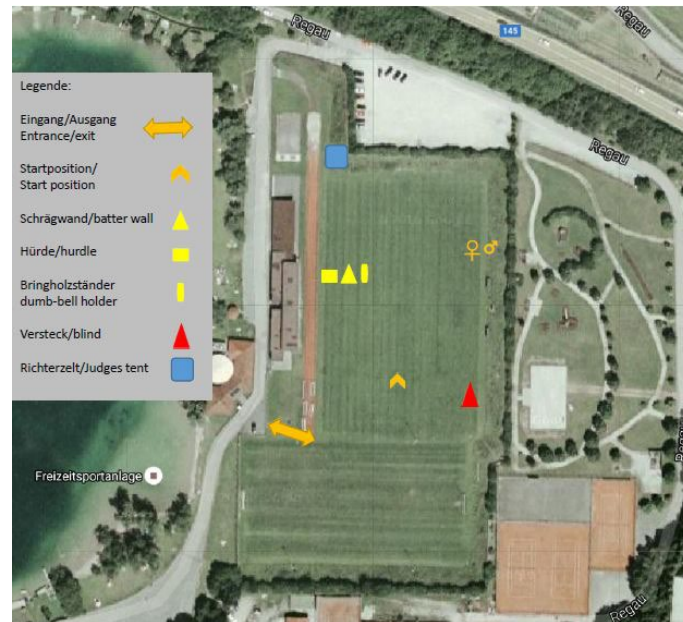 Regau
145
Regau
Legende:
Eingang/Ausgang
Entrance/exit
Startposition/
Start position
Schrägwand/batter wall
Hürde/hurdle
Bringholzständer
dumb-bell holder
Versteck/blind
Richterzelt/Judges tent
Regau
Freizeitsportanlage
Regau